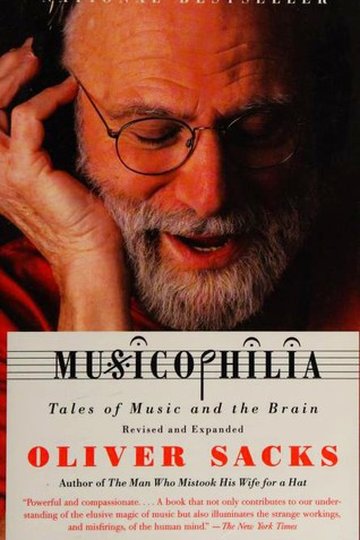 NATIONAL BESTSELLER
MUSICOPHILIA
Tales of Music and the Brain
Revised and Expanded
OLIVER SACKS
Author of The Man Who Mistook His Wife for a Hat
"Powerful and compassionate. . . . A book that not only contributes to our under-
standing of the elusive magic of music but also illuminates the strange workings,
and misfirings, of the human mind." —The New York Times